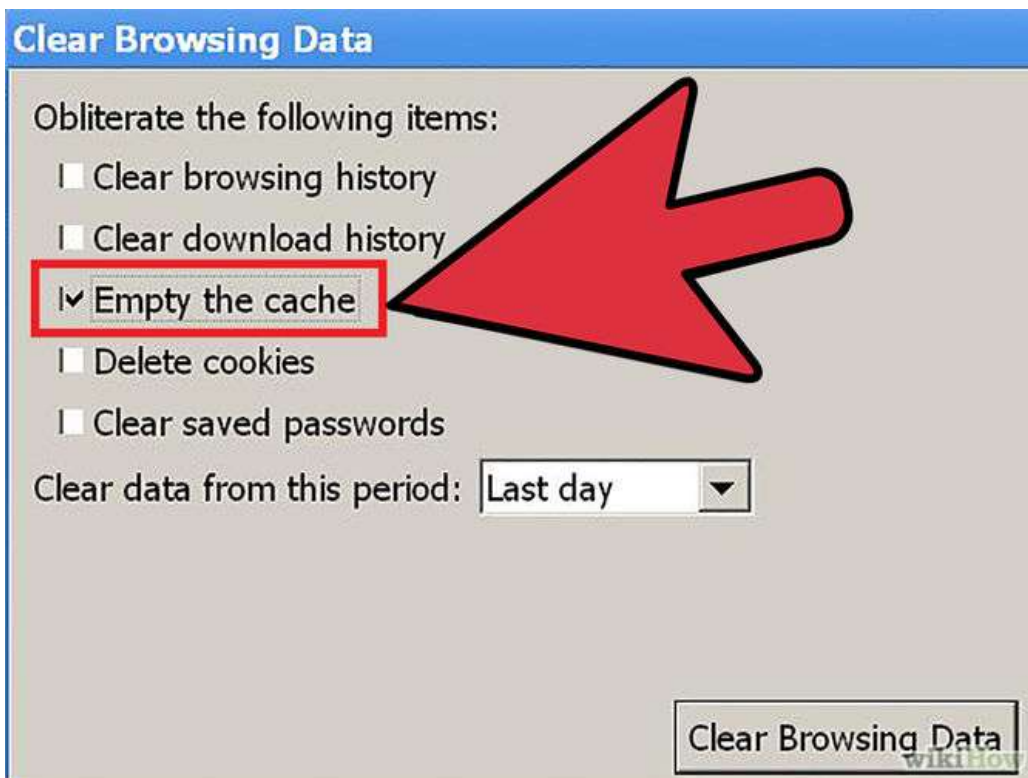 Clear Browsing Data
Obliterate the following items:
Clear browsing history
Clear download history
Empty the cache
Delete cookies
Clear saved passwords
Clear data from this period: Last day
Clear Browsing Data
wikiHow